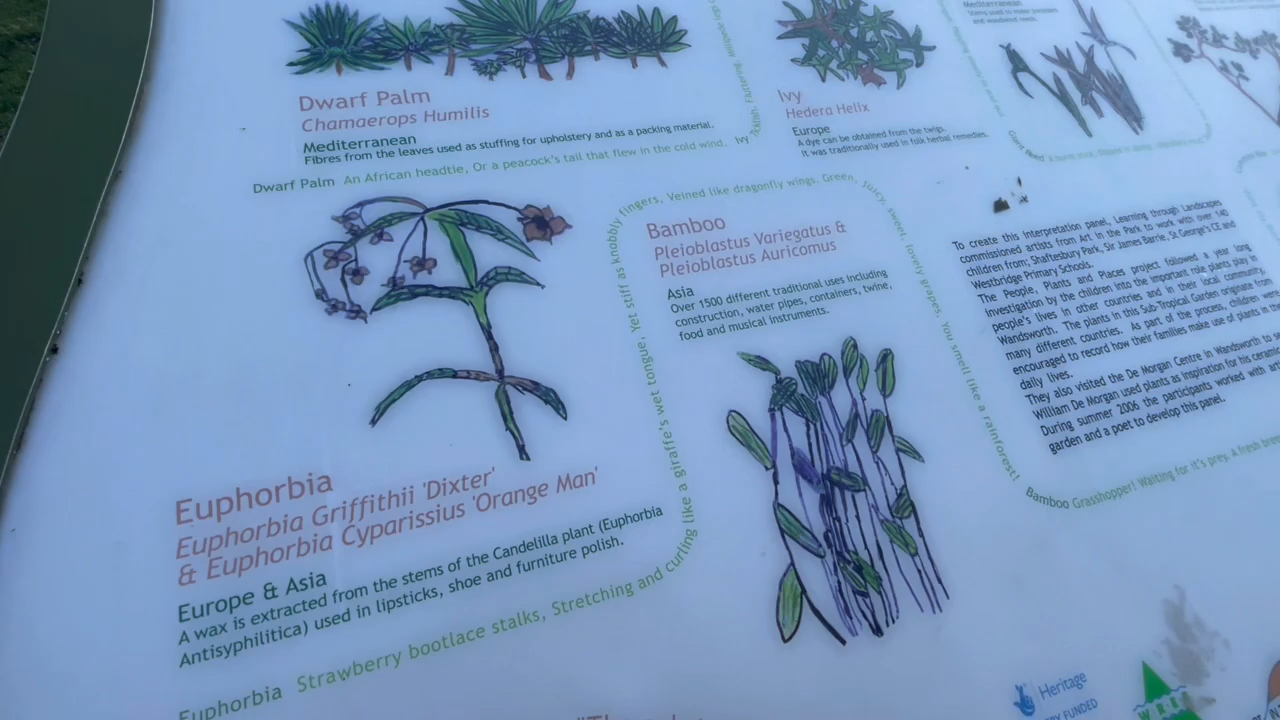 Dwarf Palm
Chamaerops Humilis
Mediterranean
Fibres from the leaves used as stuffing for upholstery and as a packing material.
Dwarf Palm An African headtie, Or a peacock's tail that flew in the cold wind. Ivy
Ivy
Hedera Helix
Europe
A dye can be obtained from the twigs.
It was traditionally used in folk herbal remedies.
Mediterranean
Euphorbia
Euphorbia Griffithii 'Dixter'
& Euphorbia Cyparissius 'Orange Man'
Europe & Asia
A wax is extracted from the stems of the Candelilla plant (Euphorbia
Antisyphilitica) used in lipsticks, shoe and furniture polish.
Euphorbia Strawberry bootlace stalks, Stretching and curling like a giraffe's wet tongue, Yet stiff as knobbly fingers, Veined like dragonfly wings. Green, juicy, sweet, lovely grapes, You smell like a rainforest!
Bamboo
Pleioblastus Variegatus &
Pleioblastus Auricomus
Asia
Over 1500 different traditional uses including
construction, water pipes, containers, twine,
food and musical instruments.
Bamboo Grasshopper! Waiting for it's prey. A fresh
To create this interpretation panel, Learning through Landscapes
commissioned artists from Art in the Park to work with over 140
children from; Shaftesbury Park, Sir James Barrie, St George's CE and
Westbridge Primary Schools.
The People, Plants and Places project followed a year long
investigation by the children into the important role plants play in
people's lives in other countries and in their local community,
Wandsworth. The plants in this Sub-Tropical Garden originate from
many different countries. As part of the process, children were
encouraged to record how their families make use of plants in
daily lives.
They also visited the De Morgan Centre in Wandsworth to
William De Morgan used plants as inspiration for his
During summer 2006 the participants worked with
garden and a poet to develop this panel.
Heritage
FUNDED